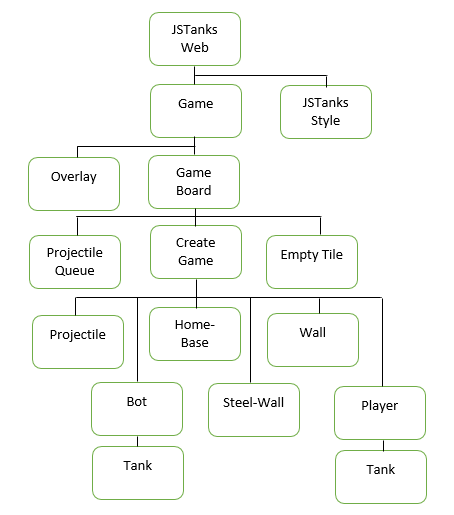 JSTanks
Web
Game
JSTanks
Style
Overlay
Game
Board
Projectile
Queue
Create
Game
Empty Tile
Projectile
Home-
Base
Wall
Bot
Steel-Wall
Player
Tank
Tank